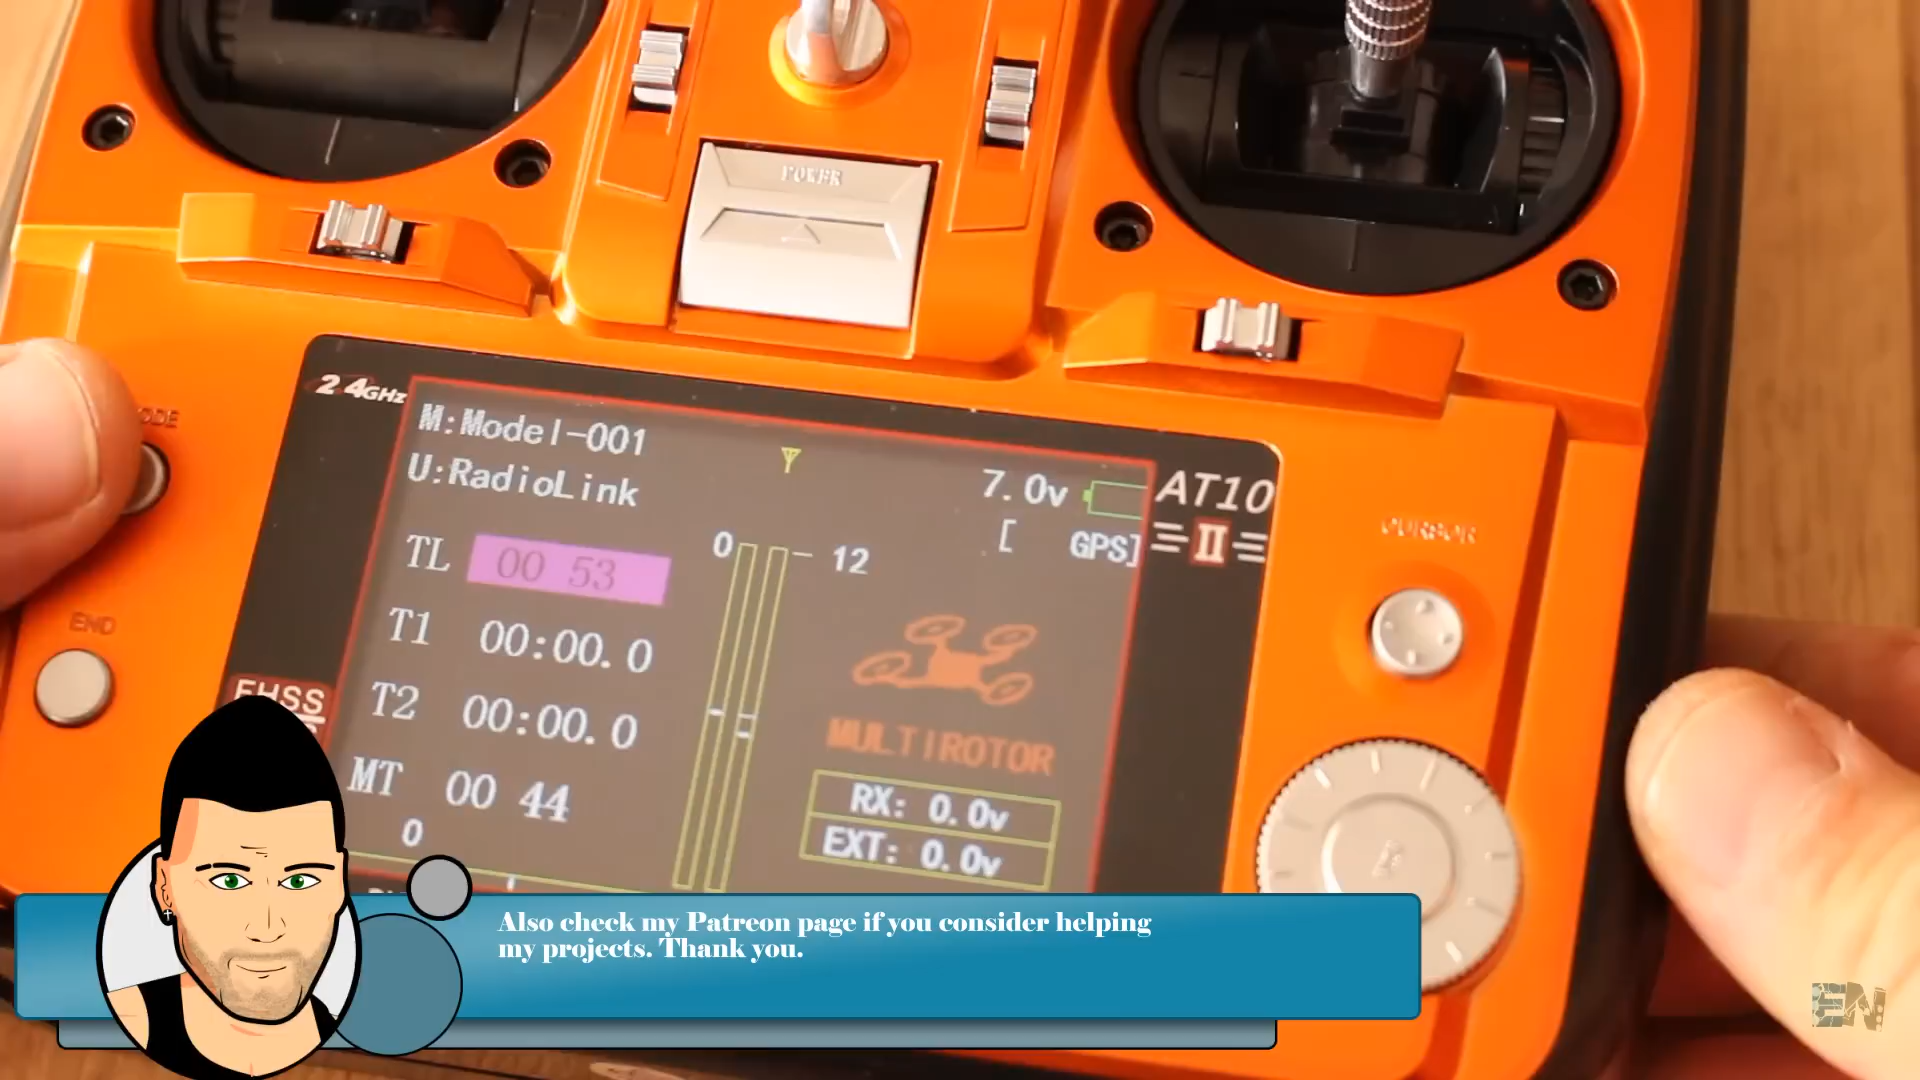 POWER
2.4GHz
M:Model-001
U:RadioLink
7.0v
[ GPS]
AT10
II
TL 00 53
0
12
T1 00:00.0
T2 00:00.0
MT 00 44
0
MULTIROTOR
RX: 0.0v
EXT: 0.0v
CURSOR
END
Also check my Patreon page if you consider helping
my projects. Thank you.
EN